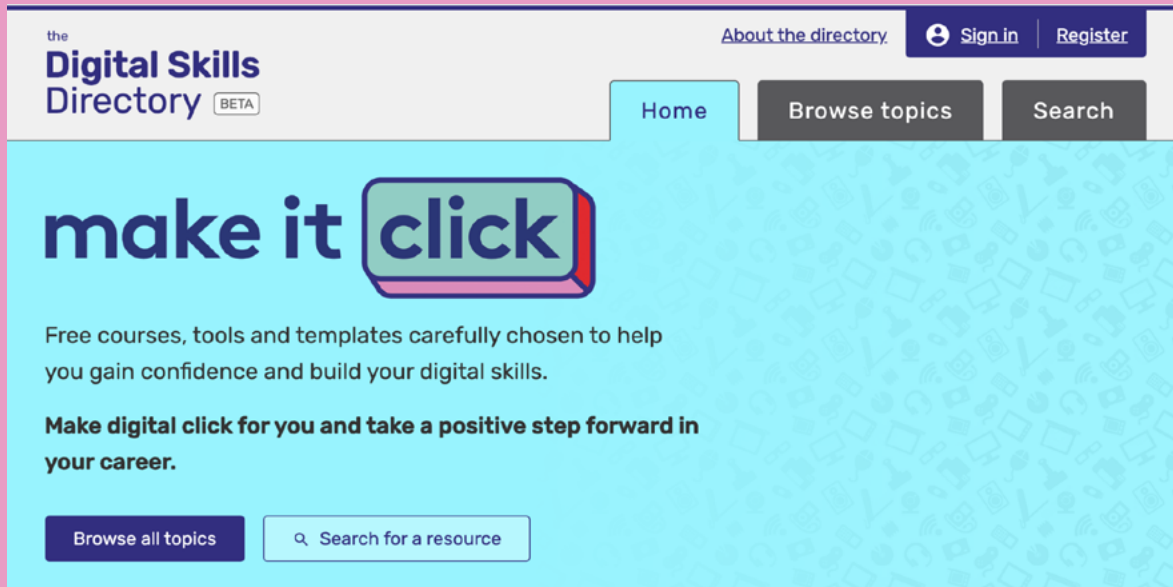 the
Digital Skills
Directory BETA
About the directory
Sign in
Register
Home
Browse topics
Search
make it click
Free courses, tools and templates carefully chosen to help
you gain confidence and build your digital skills.
Make digital click for you and take a positive step forward in
your career.
Browse all topics
Search for a resource